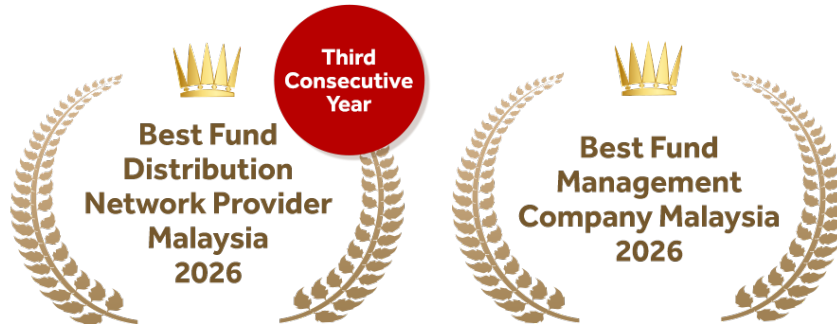 Third
Consecutive
Year
Best Fund
Distribution
Network Provider
Malaysia
2026
Best Fund
Management
Company Malaysia
2026